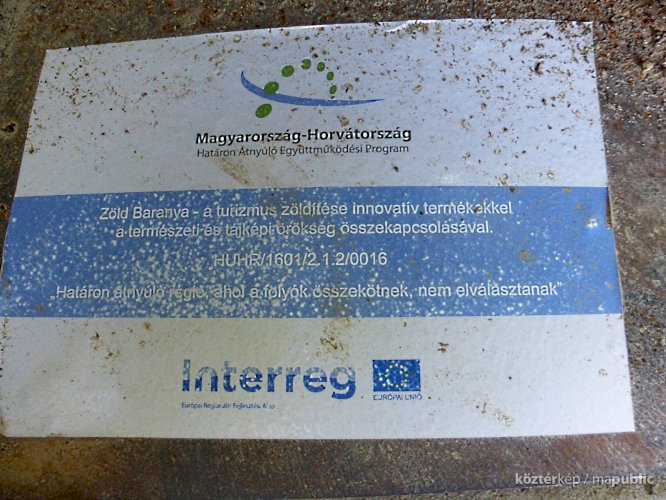 Magyarország-Horvátország
Határon Átnyúló Együttműködési Program
Zöld Baranya - a turizmus zöldítése innovatív termékekkel
a természeti és tájképi örökség összekapcsolásával.
HUHR/1601/2.1.2/0016
„Határon átnyúló régió, ahol a folyók összekötnek, nem elválasztanak”
Interreg
EURÓPAI UNIÓ
Európai Regionális Fejlesztési Alap
köztérkép / mapublic